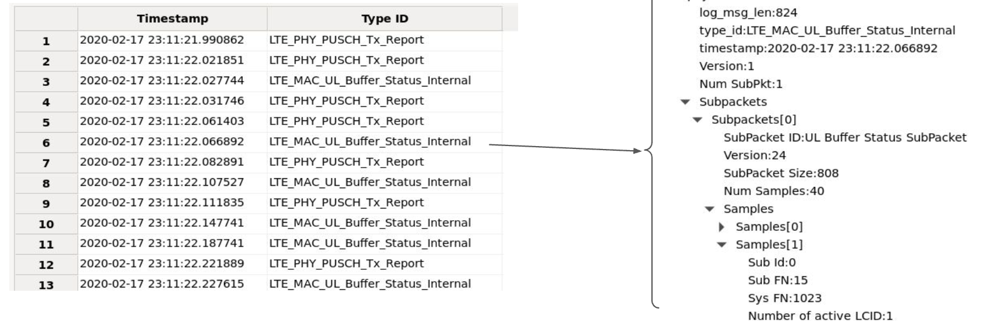 Timestamp Type ID
1 2020-02-17 23:11:21.990862 LTE_PHY_PUSCH_Tx_Report
2 2020-02-17 23:11:22.021851 LTE_PHY_PUSCH_Tx_Report
3 2020-02-17 23:11:22.027744 LTE_MAC_UL_Buffer_Status_Internal
4 2020-02-17 23:11:22.031746 LTE_PHY_PUSCH_Tx_Report
5 2020-02-17 23:11:22.061403 LTE_PHY_PUSCH_Tx_Report
6 2020-02-17 23:11:22.066892 LTE_MAC_UL_Buffer_Status_Internal
7 2020-02-17 23:11:22.082891 LTE_PHY_PUSCH_Tx_Report
8 2020-02-17 23:11:22.107527 LTE_MAC_UL_Buffer_Status_Internal
9 2020-02-17 23:11:22.111835 LTE_PHY_PUSCH_Tx_Report
10 2020-02-17 23:11:22.147741 LTE_MAC_UL_Buffer_Status_Internal
11 2020-02-17 23:11:22.187741 LTE_MAC_UL_Buffer_Status_Internal
12 2020-02-17 23:11:22.221889 LTE_PHY_PUSCH_Tx_Report
13 2020-02-17 23:11:22.227615 LTE_MAC_UL_Buffer_Status_Internal
log_msg_len:824
type_id:LTE_MAC_UL_Buffer_Status_Internal
timestamp:2020-02-17 23:11:22.066892
Version:1
Num SubPkt:1
Subpackets
Subpackets[0]
SubPacket ID:UL Buffer Status SubPacket
Version:24
SubPacket Size:808
Num Samples:40
Samples
Samples[0]
Samples[1]
Sub Id:0
Sub FN:15
Sys FN:1023
Number of active LCID:1